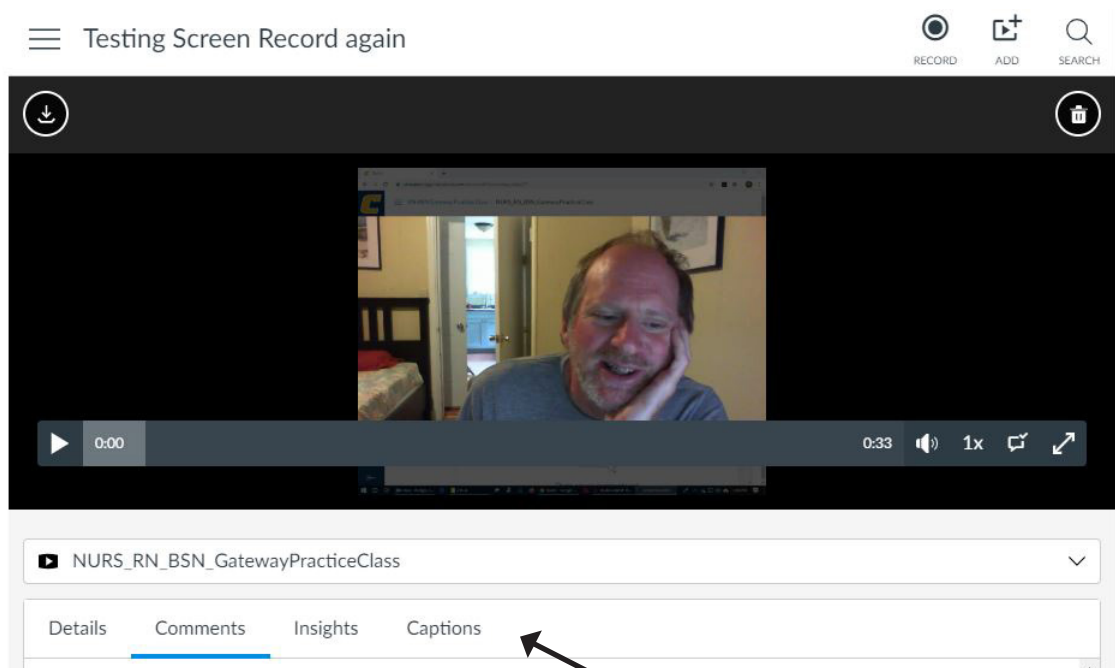 Testing Screen Record again
RECORD
ADD
SEARCH
0:00
0:33
1x
NURS_RN_BSN_GatewayPracticeClass
Details
Comments
Insights
Captions